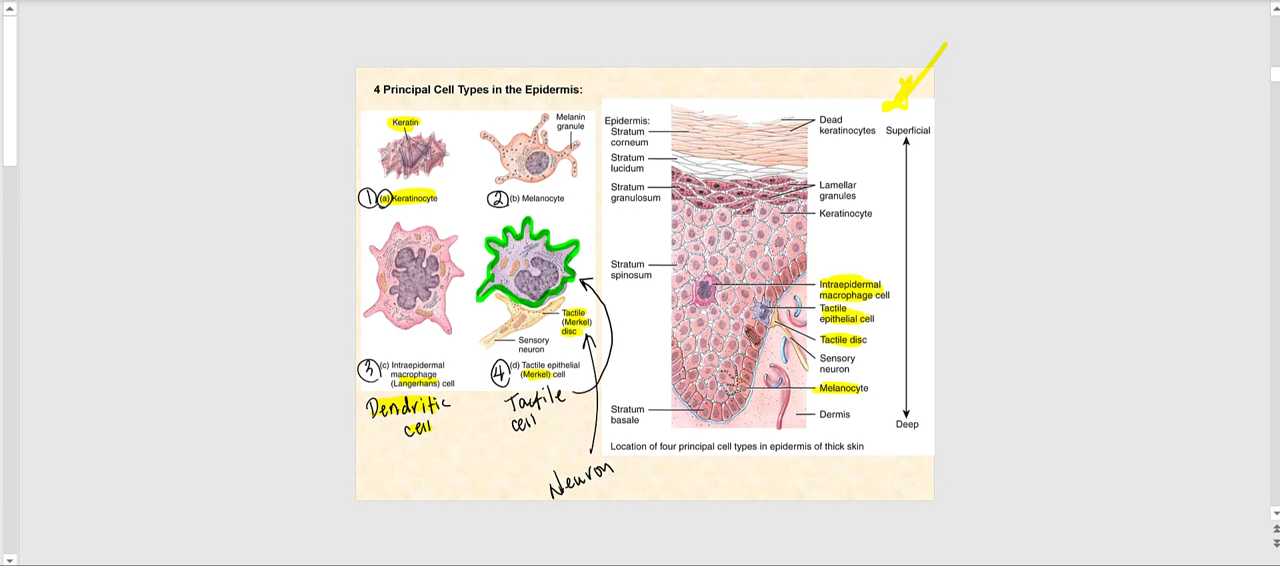 4 Principal Cell Types in the Epidermis:
Keratin
Melanin
granule
1 (a) Keratinocyte
2 (b) Melanocyte
Tactile
(Merkel)
disc
Sensory
neuron
3 (c) Intraepidermal
macrophage
(Langerhans) cell
4 (d) Tactile epithelial
(Merkel) cell
Dendritic
cell
Tactile
cell
Neuron
Epidermis:
Stratum
corneum
Stratum
lucidum
Stratum
granulosum
Stratum
spinosum
Stratum
basale
Dead
keratinocytes
Lamellar
granules
Keratinocyte
Intraepidermal
macrophage cell
Tactile
epithelial cell
Tactile disc
Sensory
neuron
Melanocyte
Dermis
Superficial
Deep
Location of four principal cell types in epidermis of thick skin